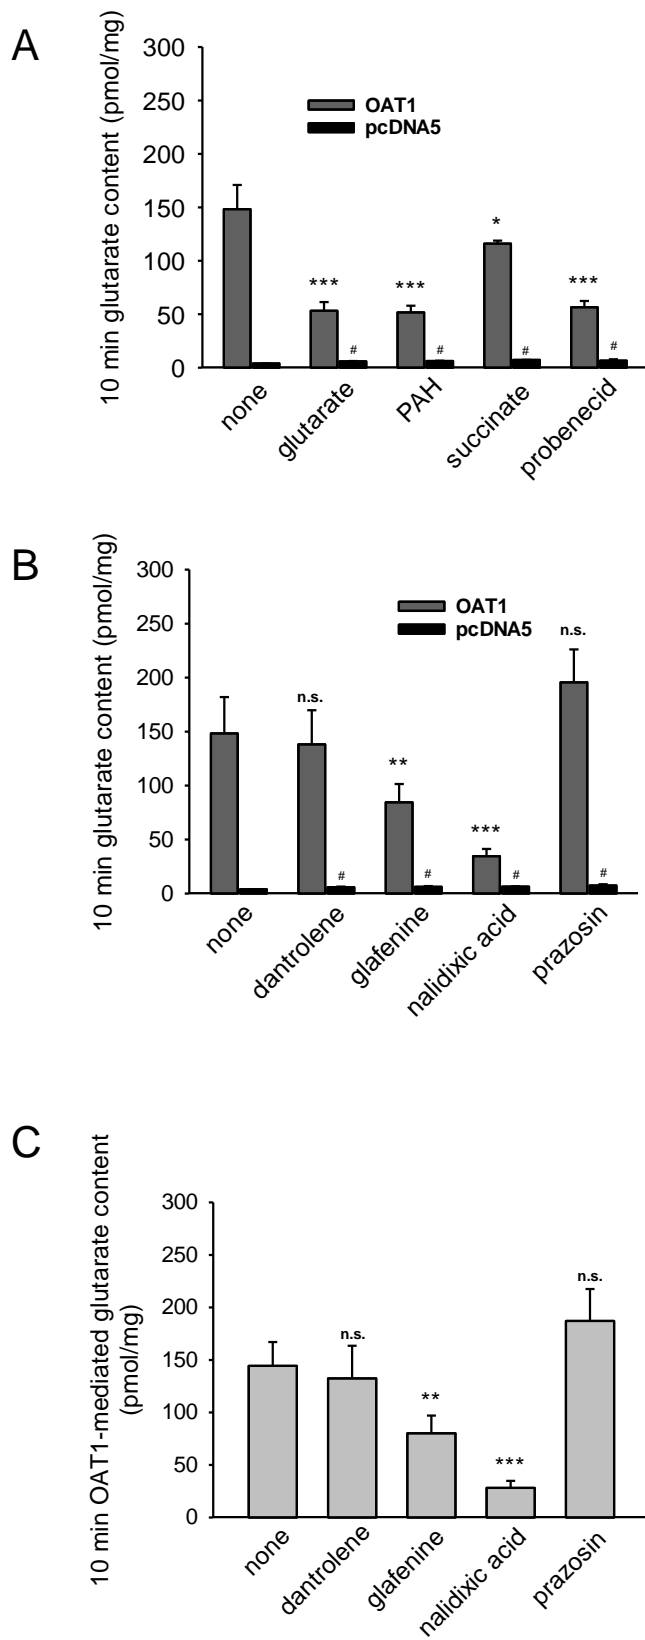 A
10 min glutarate content (pmol/mg)
300
250
200
150
100
50
0
OAT1
pcDNA5
***
***
*
***
#
#
#
#
none
glutarate
PAH
succinate
probenecid
B
10 min glutarate content (pmol/mg)
300
250
200
150
100
50
0
OAT1
pcDNA5
n.s.
**
***
n.s.
#
#
#
#
none
dantrolene
glafenine
nalidixic acid
prazosin
C
10 min OAT1-mediated glutarate content
(pmol/mg)
300
250
200
150
100
50
0
n.s.
**
***
n.s.
none
dantrolene
glafenine
nalidixic acid
prazosin